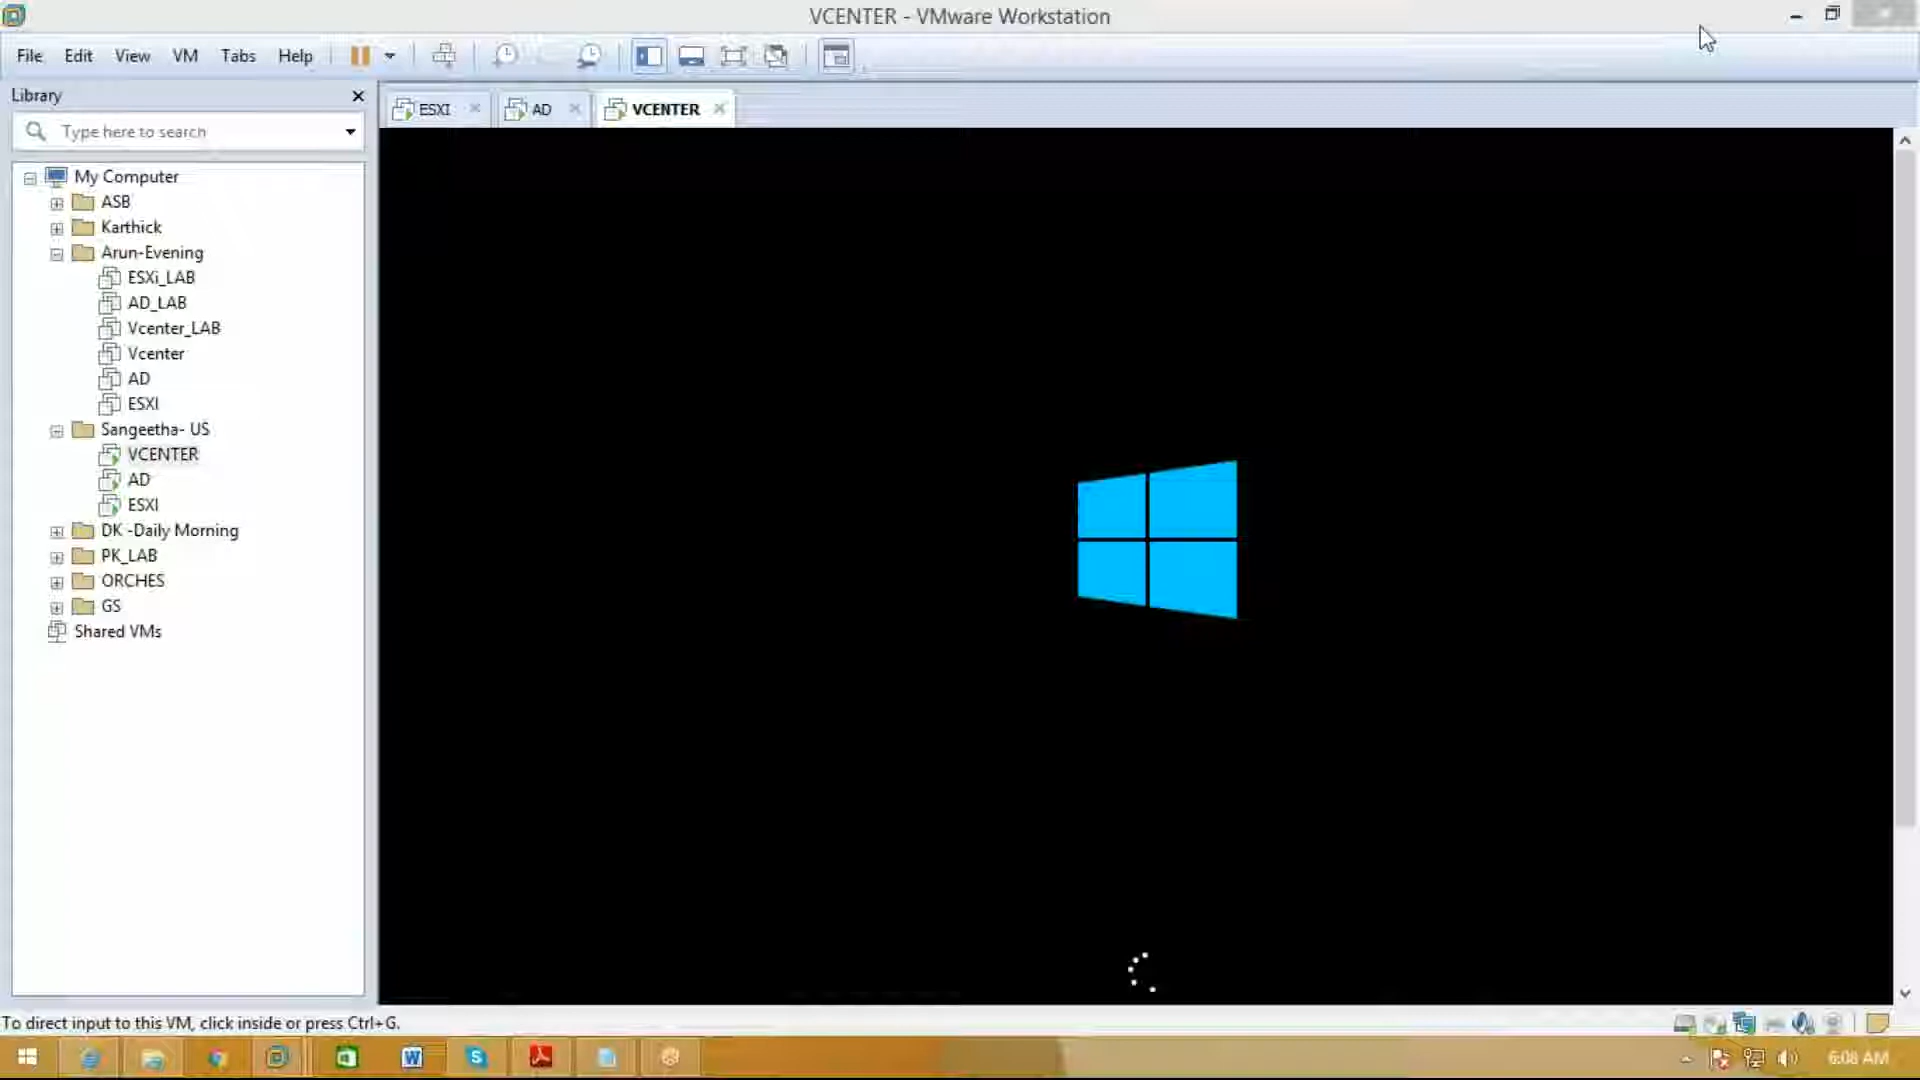 VCENTER - VMware Workstation
File Edit View VM Tabs Help
Library
Type here to search
ESXI AD VCENTER
My Computer
ASB
Karthick
Arun-Evening
ESXi_LAB
AD_LAB
Vcenter_LAB
Vcenter
AD
ESXI
Sangeetha- US
VCENTER
AD
ESXI
DK -Daily Morning
PK_LAB
ORCHES
GS
Shared VMs
To direct input to this VM, click inside or press Ctrl+G.
6:08 AM